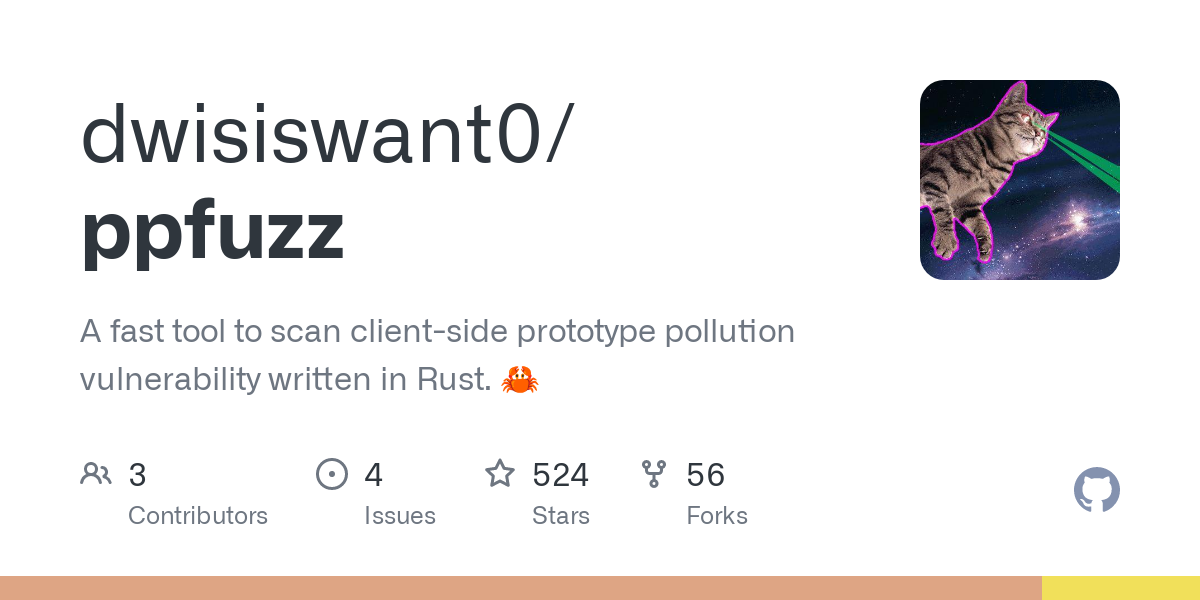 dwisiswant0/
ppfuzz
A fast tool to scan client-side prototype pollution
vulnerability written in Rust. 🦀
3
Contributors
4
Issues
524
Stars
56
Forks